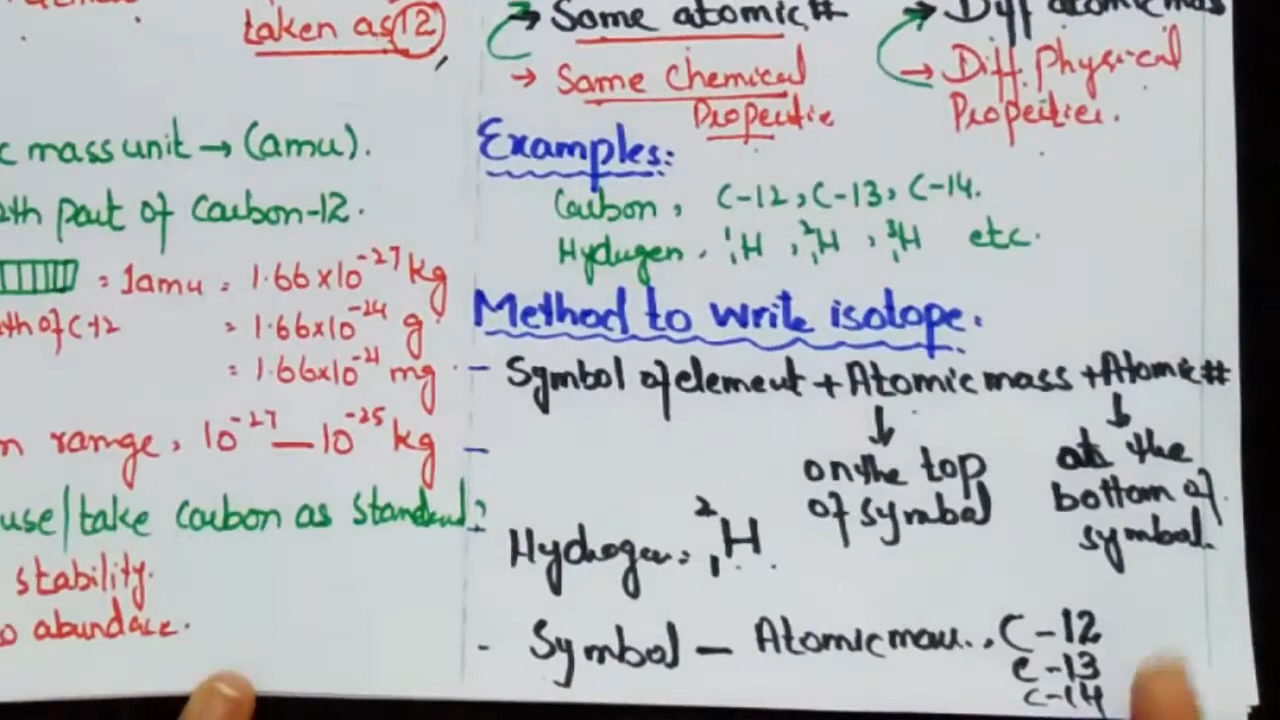 taken as 12
c mass unit → (amu).
2th part of Carbon-12.
= 1amu = 1.66×10⁻²⁷ kg
th of C-12 = 1.66×10⁻²⁴ g
= 1.66×10⁻²¹ mg
n range, 10⁻²⁷ — 10⁻²⁵ kg
use/take Carbon as standard:
stability.
o abundace.
→ Same atomic #
→ Same Chemical
Propertie
→ Diff atomic mas
→ Diff. Physical
Properties.
Examples:
Carbon, C-12, C-13, C-14.
Hydrogen. ¹₁H, ²₁H, ³₁H etc.
Method to write isotope.
- Symbol of element + Atomic mass + Atomic #
↓ ↓
on the top
of symbol
at the
bottom of
symbol.
Hydrogen: ²₁H
- Symbol — Atomic mass., C-12
C-13
C-14